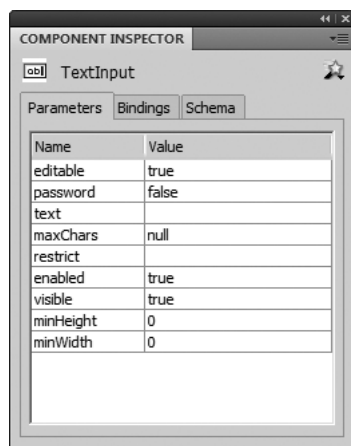 COMPONENT INSPECTOR
abl TextInput
Parameters Bindings Schema
Name Value
editable true
password false
text
maxChars null
restrict
enabled true
visible true
minHeight 0
minWidth 0